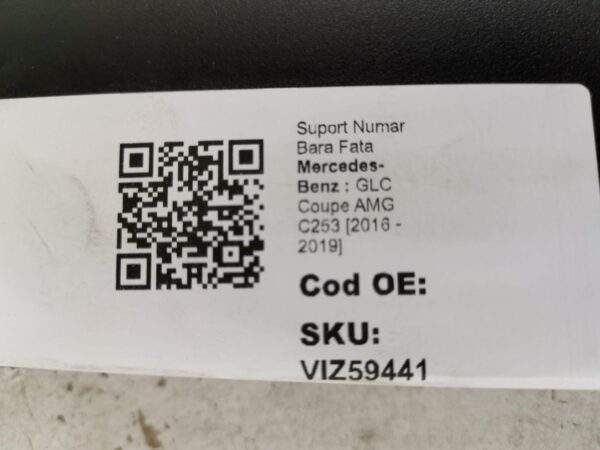 Suport Numar
Bara Fata
Mercedes-
Benz : GLC
Coupe AMG
C253 [2016 -
2019]
Cod OE:
SKU:
VIZ59441